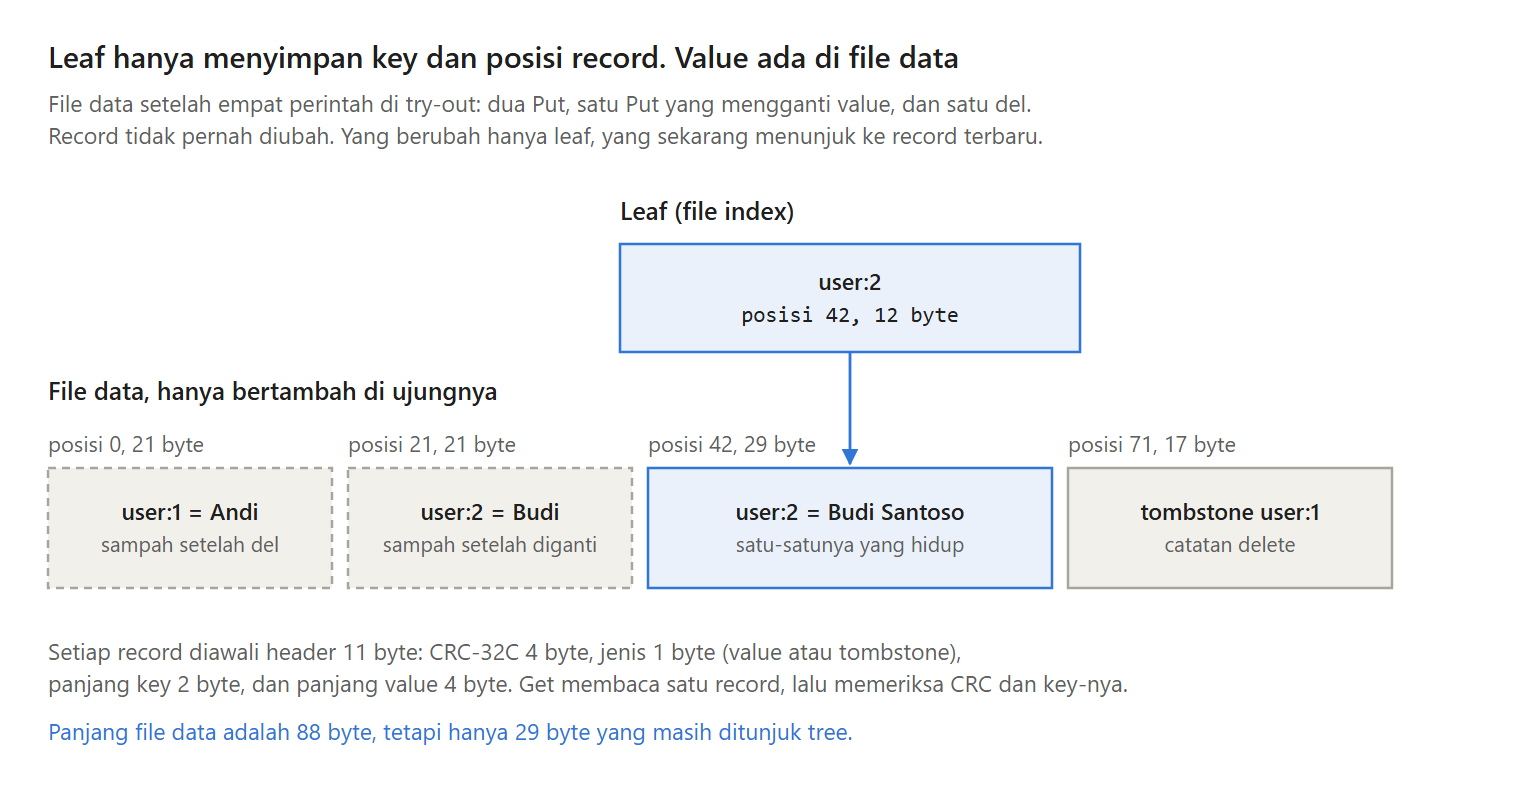 Leaf hanya menyimpan key dan posisi record. Value ada di file data
File data setelah empat perintah di try-out: dua Put, satu Put yang mengganti value, dan satu del.
Record tidak pernah diubah. Yang berubah hanya leaf, yang sekarang menunjuk ke record terbaru.
Leaf (file index)
user:2
posisi 42, 12 byte
File data, hanya bertambah di ujungnya
posisi 0, 21 byte
posisi 21, 21 byte
posisi 42, 29 byte
posisi 71, 17 byte
user:1 = Andi
sampah setelah del
user:2 = Budi
sampah setelah diganti
user:2 = Budi Santoso
satu-satunya yang hidup
tombstone user:1
catatan delete
Setiap record diawali header 11 byte: CRC-32C 4 byte, jenis 1 byte (value atau tombstone),
panjang key 2 byte, dan panjang value 4 byte. Get membaca satu record, lalu memeriksa CRC dan key-nya.
Panjang file data adalah 88 byte, tetapi hanya 29 byte yang masih ditunjuk tree.